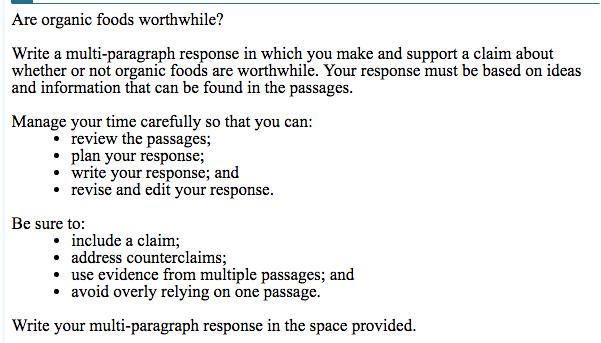 Are organic foods worthwhile?
Write a multi-paragraph response in which you make and support a claim about
whether or not organic foods are worthwhile. Your response must be based on ideas
and information that can be found in the passages.
Manage your time carefully so that you can:
• review the passages;
• plan your response;
• write your response; and
• revise and edit your response.
Be sure to:
• include a claim;
• address counterclaims;
• use evidence from multiple passages; and
• avoid overly relying on one passage.
Write your multi-paragraph response in the space provided.